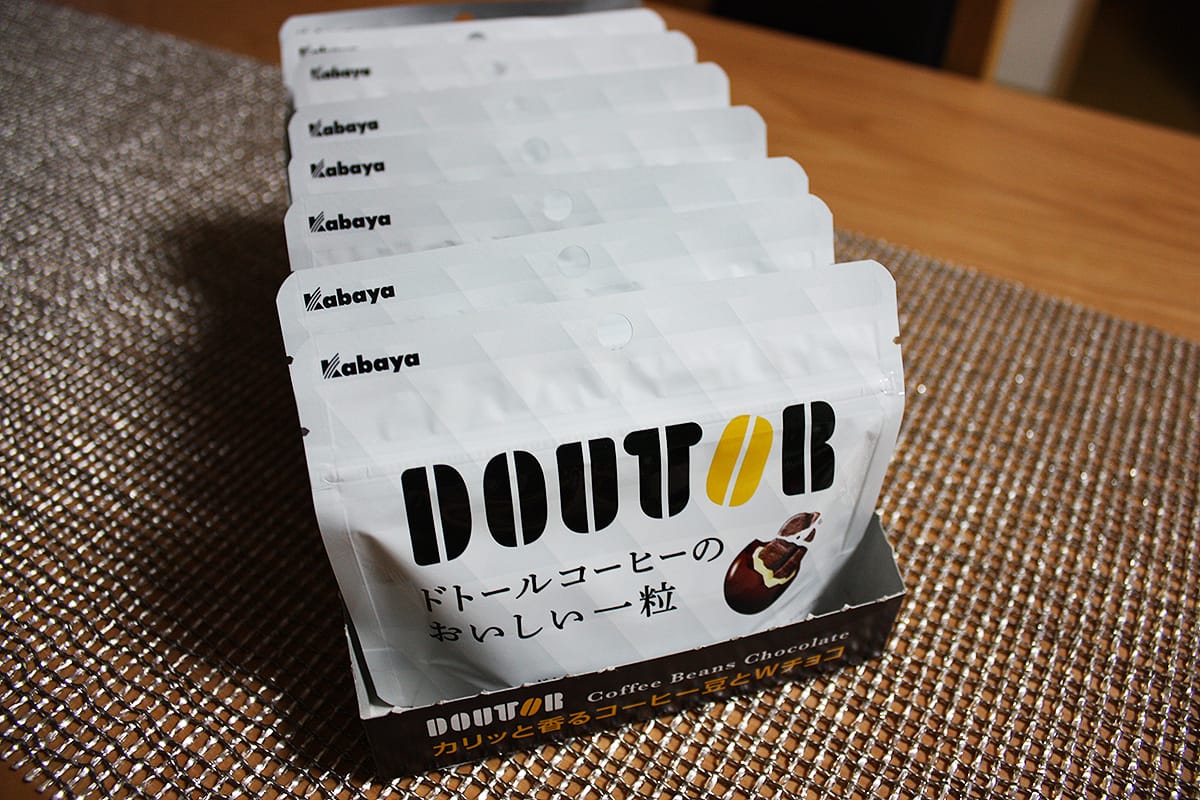 Kabaya
Kabaya
Kabaya
Kabaya
Kabaya
Kabaya
DOUTOR
ドトールコーヒーの
おいしい一粒
DOUTOR Coffee Beans Chocolate
カリッと香るコーヒー豆とWチョコ